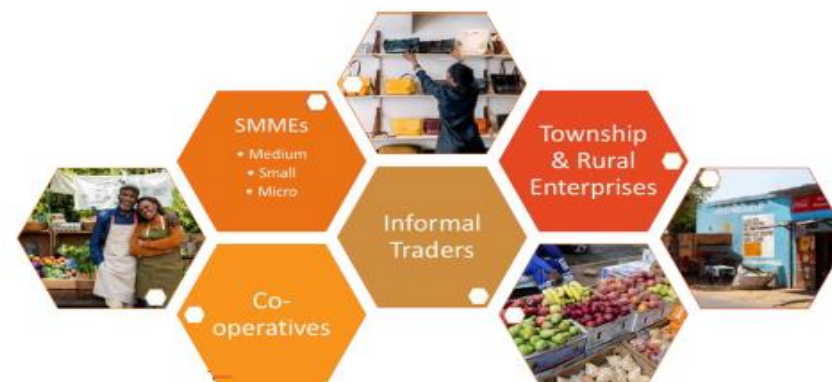 SMMEs
• Medium
• Small
• Micro
Township
& Rural
Enterprises
Informal
Traders
Co-
operatives